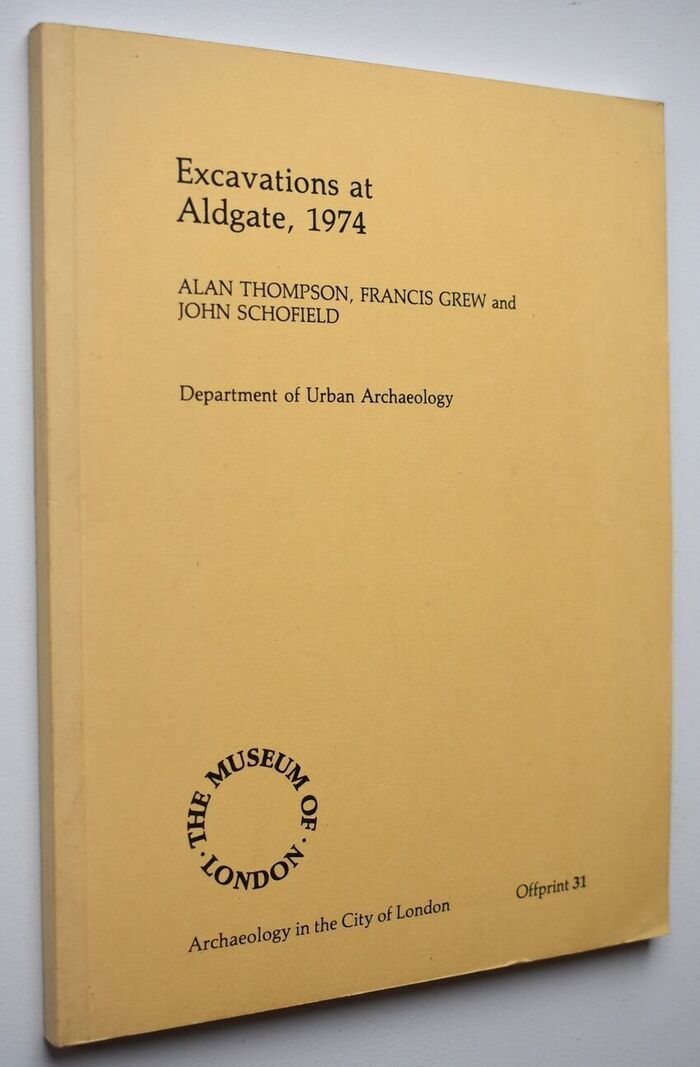 Excavations at
Aldgate, 1974
ALAN THOMPSON, FRANCIS GREW and
JOHN SCHOFIELD
Department of Urban Archaeology
· THE MUSEUM OF ·
LONDON
Archaeology in the City of London
Offprint 31